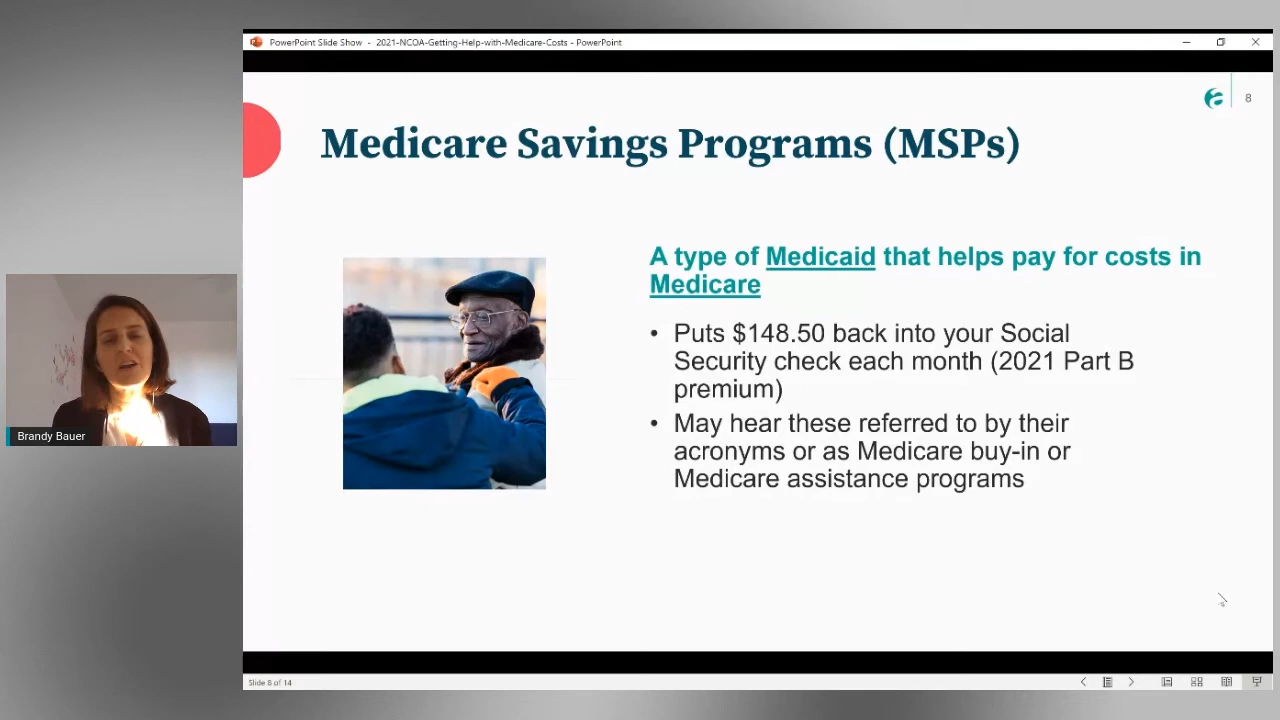 PowerPoint Slide Show - 2021-NCOA-Getting-Help-with-Medicare-Costs - PowerPoint
8
Medicare Savings Programs (MSPs)
A type of Medicaid that helps pay for costs in
Medicare
• Puts $148.50 back into your Social
Security check each month (2021 Part B
premium)
• May hear these referred to by their
acronyms or as Medicare buy-in or
Medicare assistance programs
Brandy Bauer
Slide 8 of 14